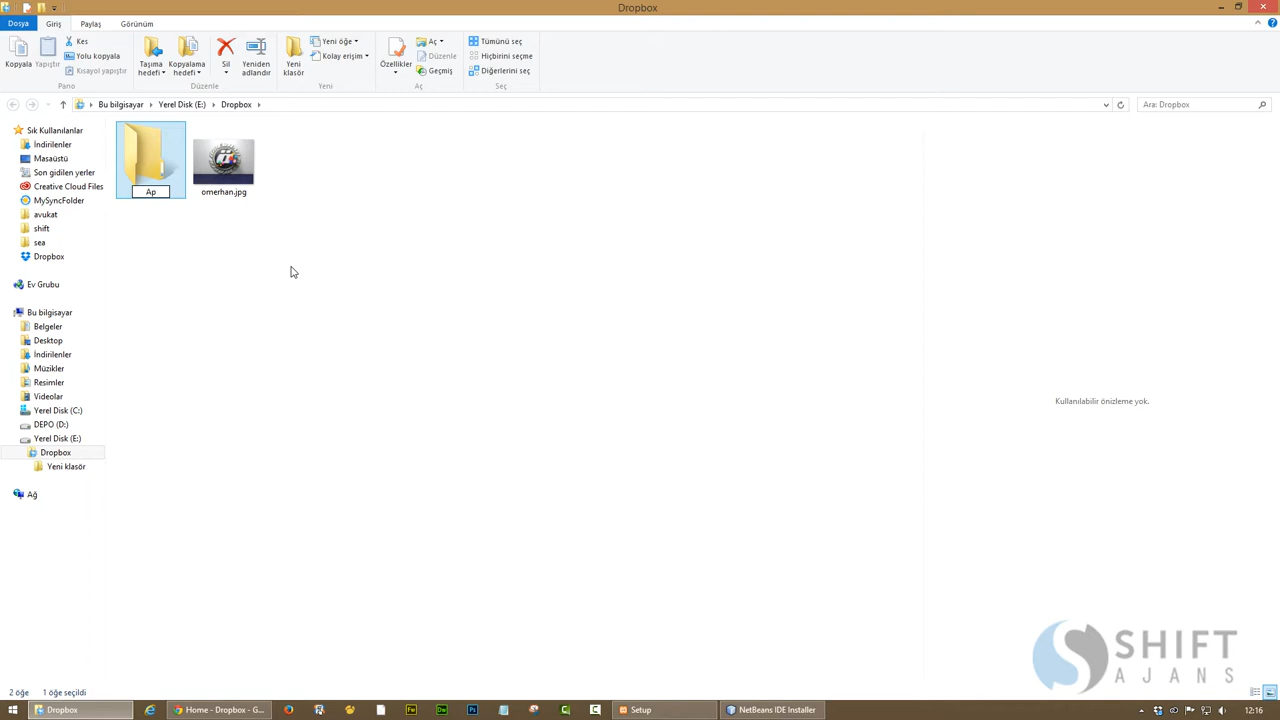 Dropbox
Dosya Giriş Paylaş Görünüm
Kopyala
Yapıştır
Kes
Yolu kopyala
Kısayol yapıştır
Pano
Taşıma hedefi
Kopyalama hedefi
Sil
Yeniden adlandır
Düzenle
Yeni klasör
Yeni öğe
Kolay erişim
Yeni
Özellikler
Aç
Düzenle
Geçmiş
Aç
Tümünü seç
Hiçbirini seçme
Diğerlerini seç
Seç
Bu bilgisayar Yerel Disk (E:) Dropbox
Ara: Dropbox
Sık Kullanılanlar
İndirilenler
Masaüstü
Son gidilen yerler
Creative Cloud Files
MySyncFolder
avukat
shift
sea
Dropbox
Ev Grubu
Bu bilgisayar
Belgeler
Desktop
İndirilenler
Müzikler
Resimler
Videolar
Yerel Disk (C:)
DEPO (D:)
Yerel Disk (E:)
Dropbox
Yeni klasör
Ağ
Ap
omerhan.jpg
Kullanılabilir önizleme yok.
SHIFT
AJANS
2 öğe 1 öğe seçildi
Dropbox
Home - Dropbox - G...
Fw
Dw
Ps
Setup
NetBeans IDE Installer
12:16